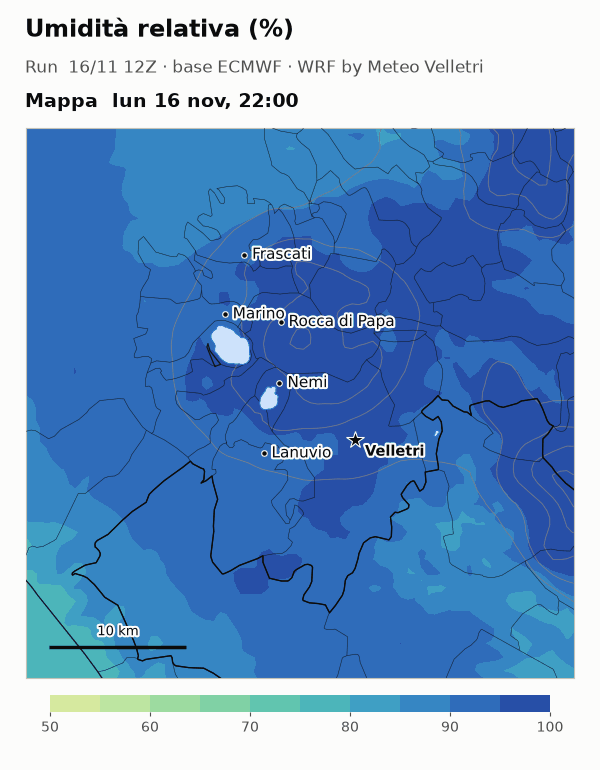 Umidità relativa (%)
Run  16/11 12Z · base ECMWF · WRF by Meteo Velletri
Mappa  lun 16 nov, 22:00
Frascati
Marino
Rocca di Papa
Nemi
Velletri
Lanuvio
10 km
50 60 70 80 90 100